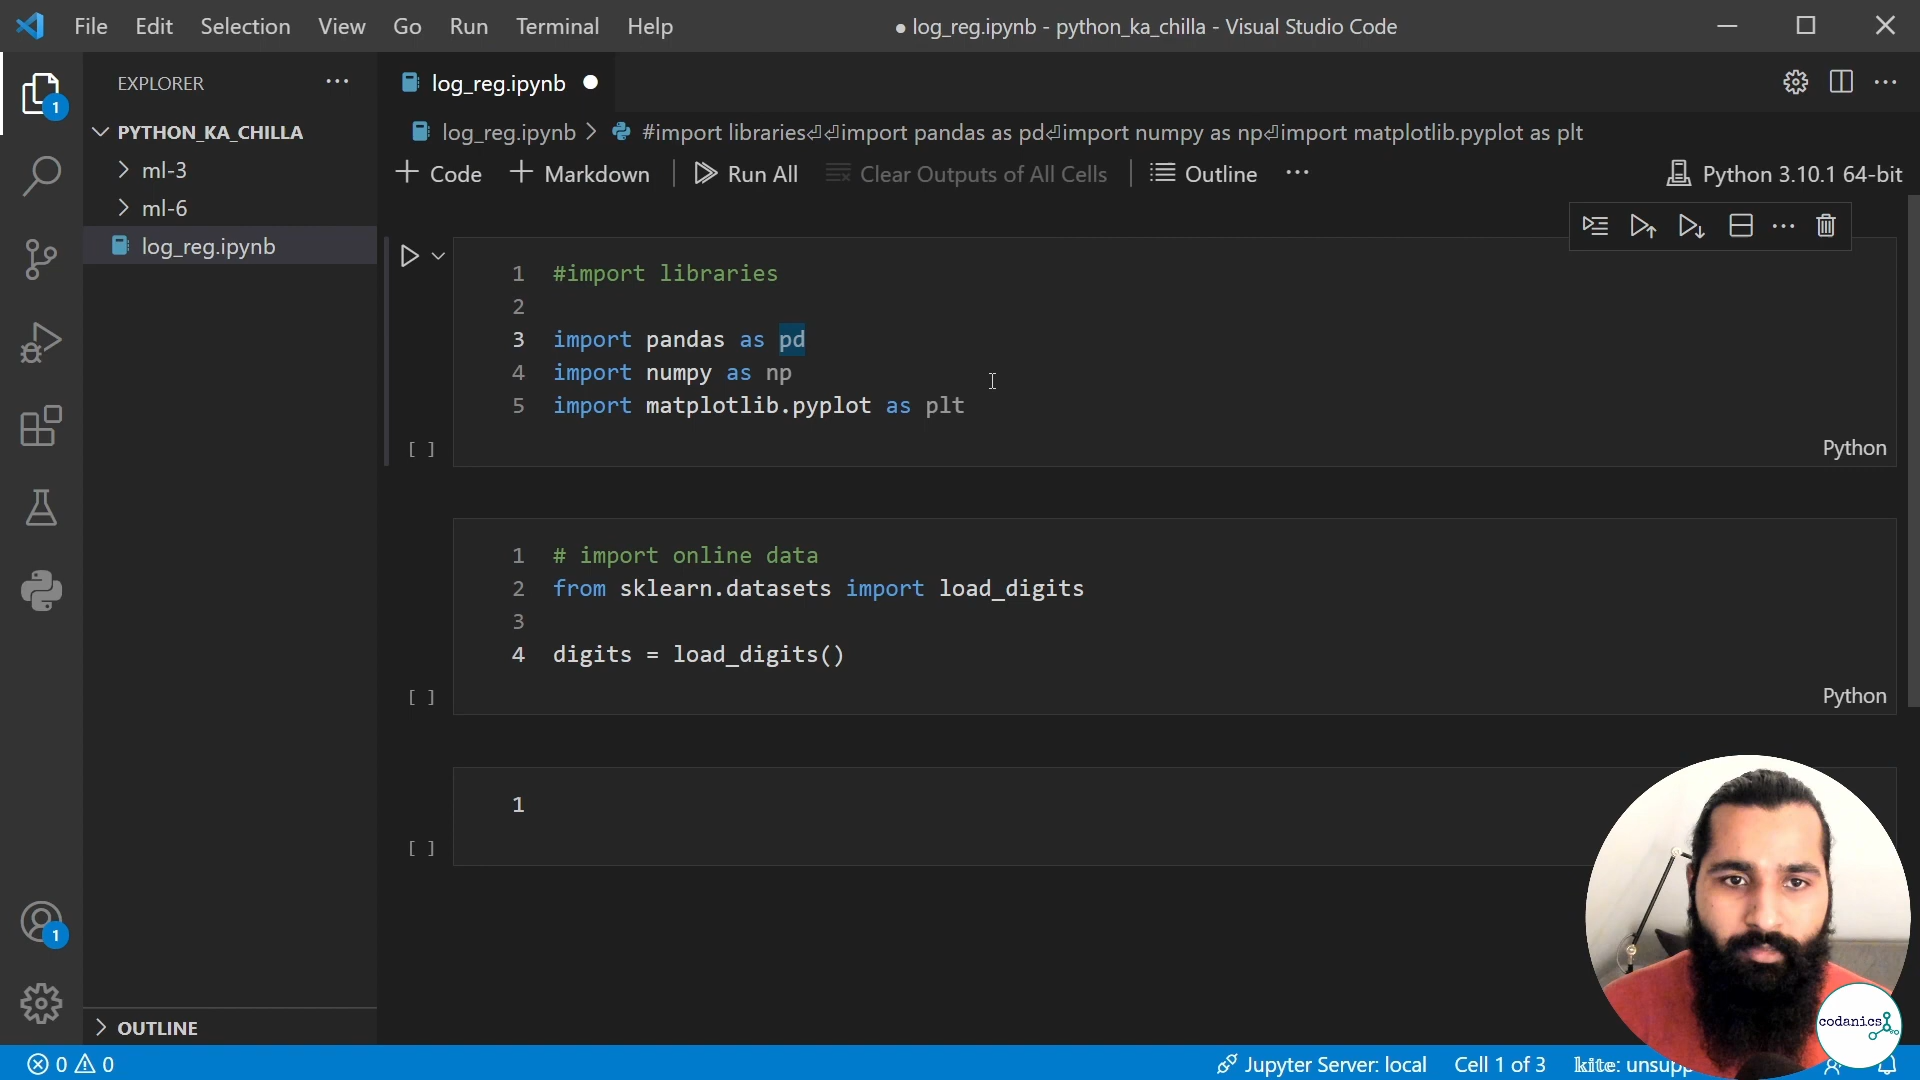 File Edit Selection View Go Run Terminal Help ● log_reg.ipynb - python_ka_chilla - Visual Studio Code
EXPLORER ···
log_reg.ipynb ●
PYTHON_KA_CHILLA
log_reg.ipynb > #import libraries⏎⏎import pandas as pd⏎import numpy as np⏎import matplotlib.pyplot as plt
ml-3
+ Code + Markdown | Run All Clear Outputs of All Cells | Outline ··· Python 3.10.1 64-bit
ml-6
log_reg.ipynb
1 #import libraries
2
3 import pandas as pd
4 import numpy as np
5 import matplotlib.pyplot as plt
[ ] Python
1 # import online data
2 from sklearn.datasets import load_digits
3
4 digits = load_digits()
[ ] Python
1
[ ]
1
1
codanics
OUTLINE
0 0 Jupyter Server: local Cell 1 of 3 kite: